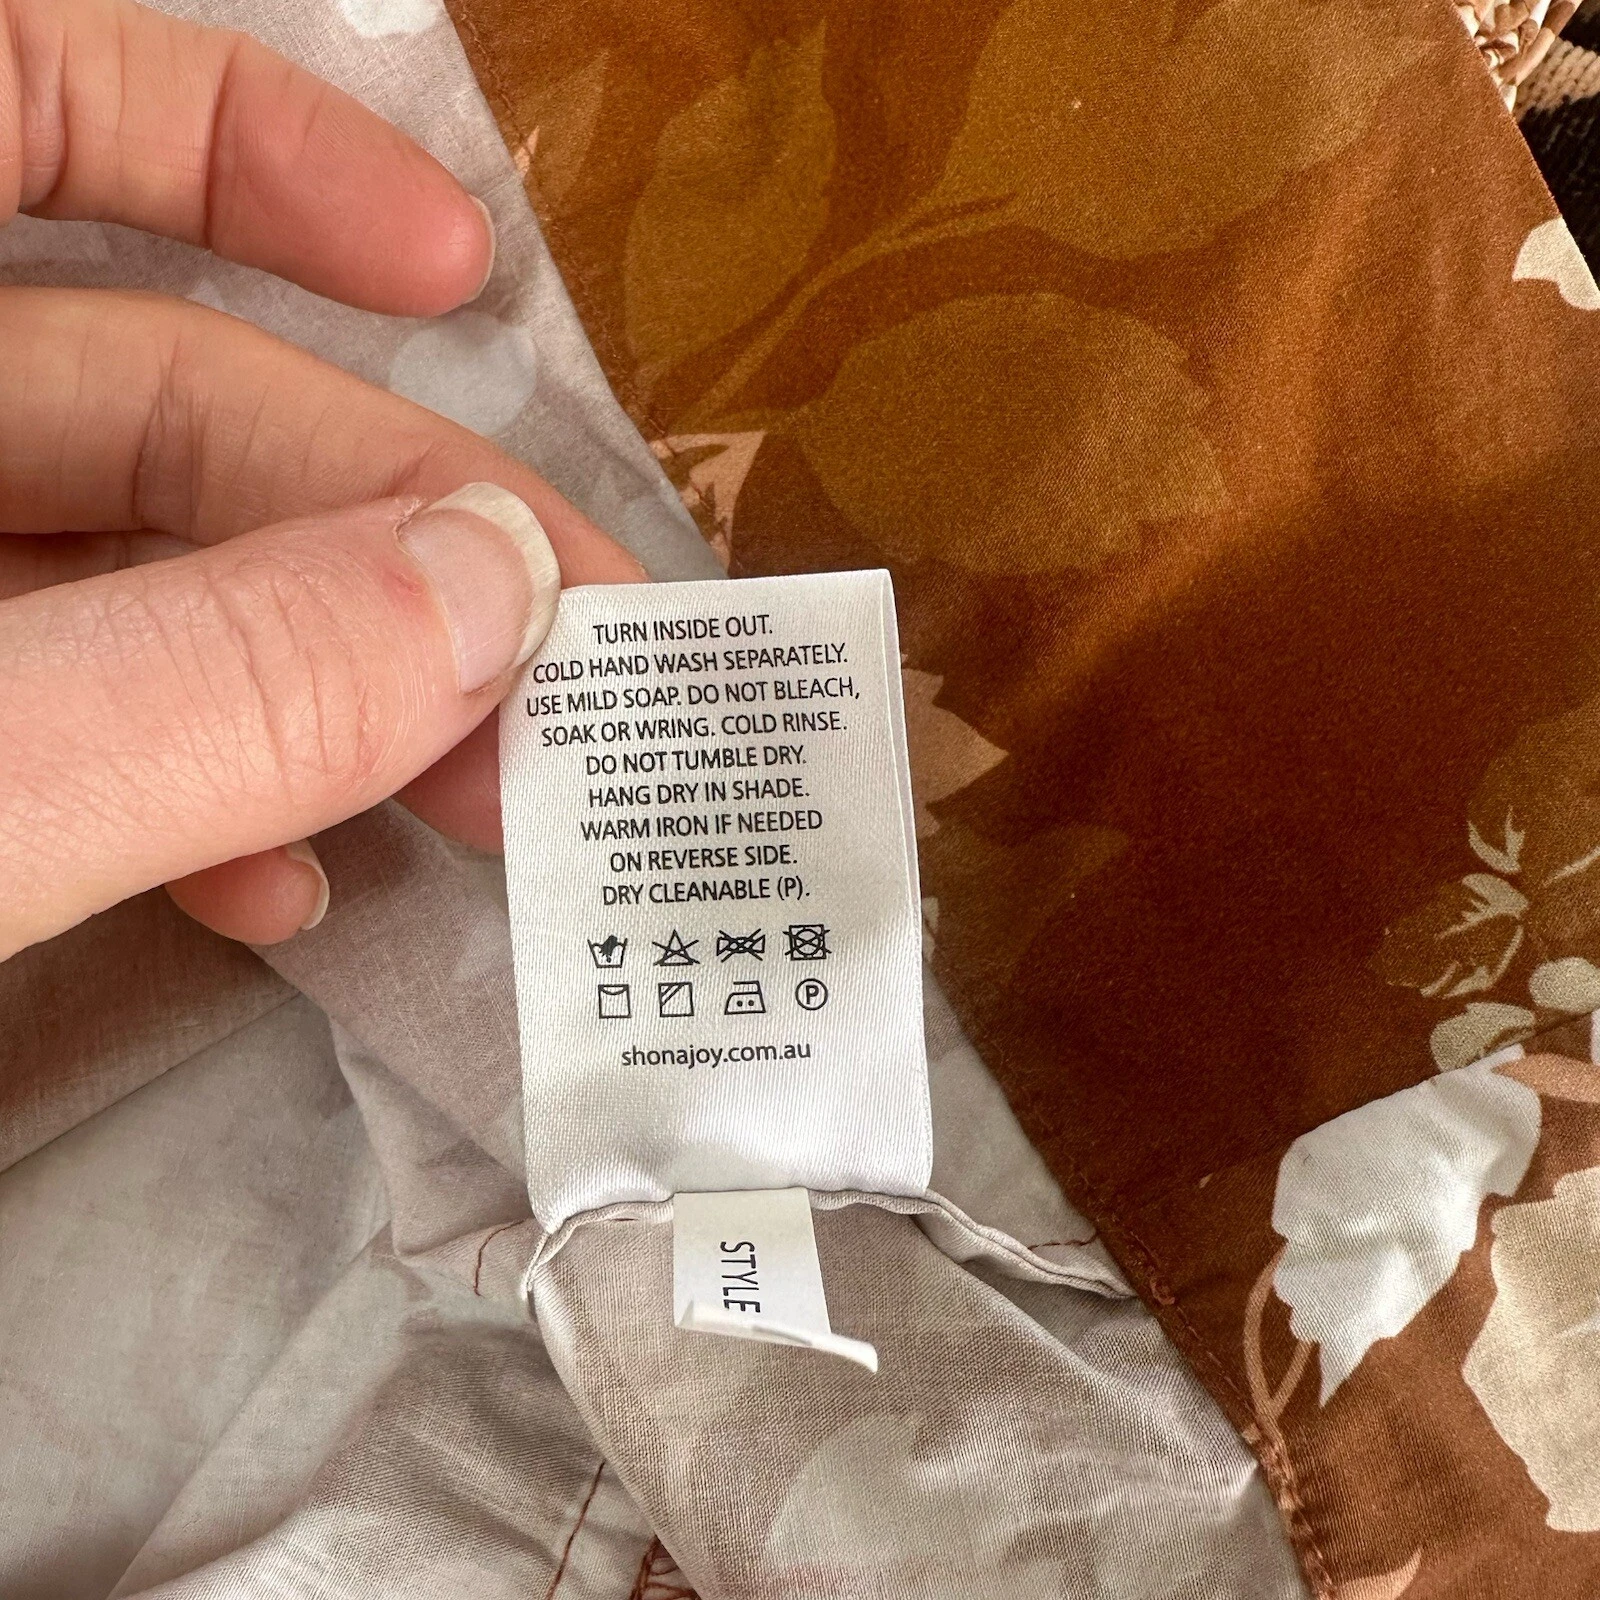 TURN INSIDE OUT.
COLD HAND WASH SEPARATELY.
USE MILD SOAP. DO NOT BLEACH,
SOAK OR WRING. COLD RINSE.
DO NOT TUMBLE DRY.
HANG DRY IN SHADE.
WARM IRON IF NEEDED
ON REVERSE SIDE.
DRY CLEANABLE (P).
P
shonajoy.com.au
STYLE